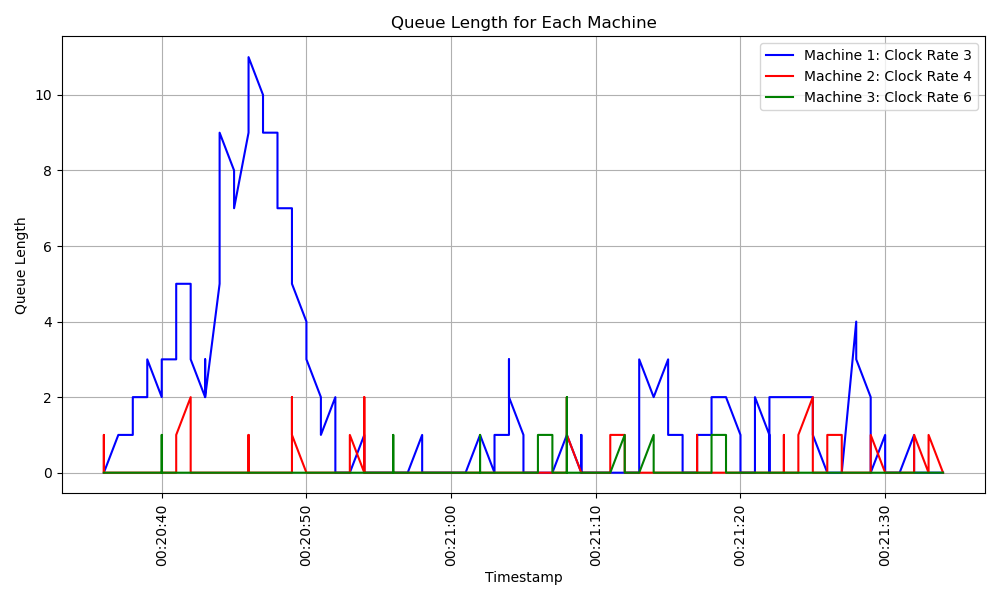 Queue Length for Each Machine
Machine 1: Clock Rate 3
Machine 2: Clock Rate 4
Machine 3: Clock Rate 6
Queue Length
10
8
6
4
2
0
00:20:40
00:20:50
00:21:00
00:21:10
00:21:20
00:21:30
Timestamp